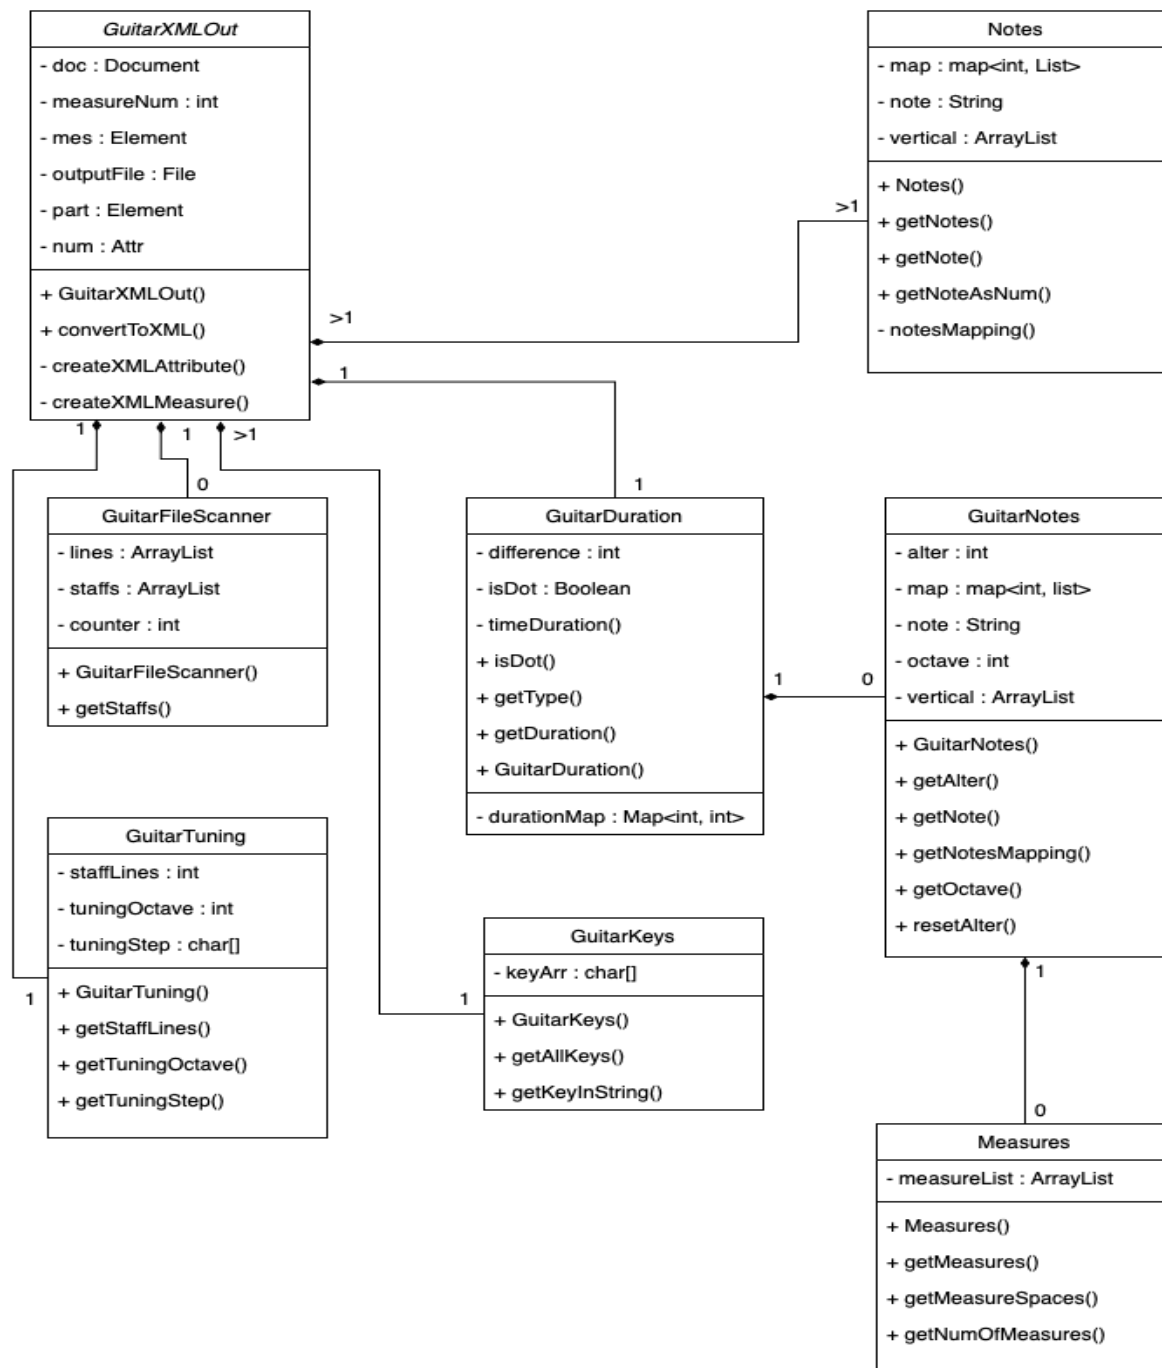 GuitarXMLOut
- doc : Document
- measureNum : int
- mes : Element
- outputFile : File
- part : Element
- num : Attr
+ GuitarXMLOut()
+ convertToXML()
- createXMLAttribute()
- createXMLMeasure()
Notes
- map : map<int, List>
- note : String
- vertical : ArrayList
+ Notes()
+ getNotes()
+ getNote()
+ getNoteAsNum()
- notesMapping()
>1
>1
1
1
1
>1
0
1
GuitarFileScanner
- lines : ArrayList
- staffs : ArrayList
- counter : int
+ GuitarFileScanner()
+ getStaffs()
GuitarDuration
- difference : int
- isDot : Boolean
- timeDuration()
+ isDot()
+ getType()
+ getDuration()
+ GuitarDuration()
- durationMap : Map<int, int>
1
0
GuitarNotes
- alter : int
- map : map<int, list>
- note : String
- octave : int
- vertical : ArrayList
+ GuitarNotes()
+ getAlter()
+ getNote()
+ getNotesMapping()
+ getOctave()
+ resetAlter()
GuitarTuning
- staffLines : int
- tuningOctave : int
- tuningStep : char[]
+ GuitarTuning()
+ getStaffLines()
+ getTuningOctave()
+ getTuningStep()
1
1
GuitarKeys
- keyArr : char[]
+ GuitarKeys()
+ getAllKeys()
+ getKeyInString()
1
0
Measures
- measureList : ArrayList
+ Measures()
+ getMeasures()
+ getMeasureSpaces()
+ getNumOfMeasures()